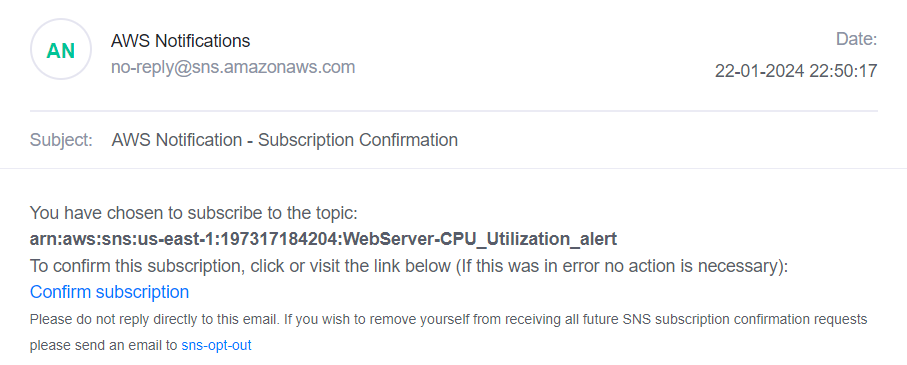 AN
AWS Notifications
no-reply@sns.amazonaws.com
Date:
22-01-2024 22:50:17
Subject: AWS Notification - Subscription Confirmation
You have chosen to subscribe to the topic:
arn:aws:sns:us-east-1:197317184204:WebServer-CPU_Utilization_alert
To confirm this subscription, click or visit the link below (If this was in error no action is necessary):
Confirm subscription
Please do not reply directly to this email. If you wish to remove yourself from receiving all future SNS subscription confirmation requests
please send an email to sns-opt-out